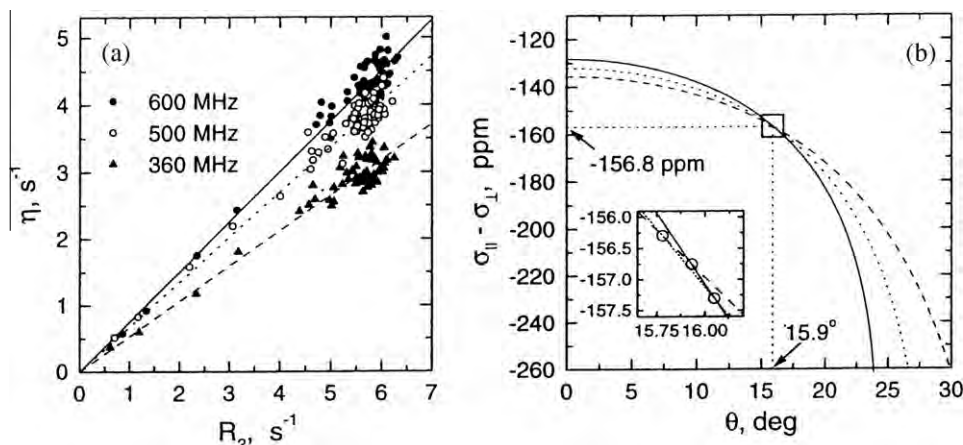 (a)
η, s⁻¹
5
4
3
2
1
0
600 MHz
500 MHz
360 MHz
0 1 2 3 4 5 6 7
R₂, s⁻¹
(b)
σ|| - σ⊥, ppm
-120
-140
-160
-180
-200
-220
-240
-260
-156.8 ppm
-156.0
-156.5
-157.0
-157.5
15.75 16.00
15.9°
0 5 10 15 20 25 30
θ, deg